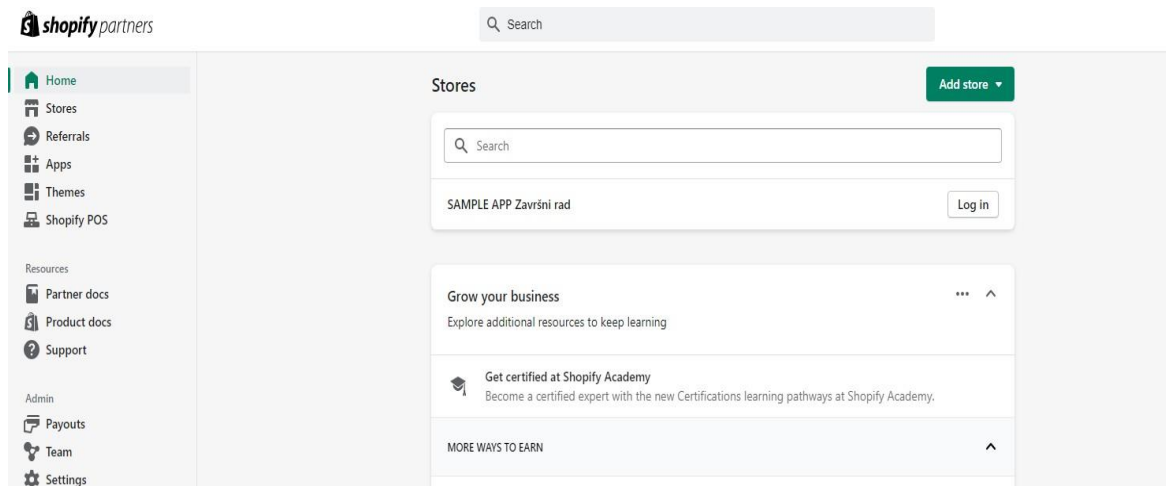 shopify partners
Search
Home
Stores
Referrals
Apps
Themes
Shopify POS
Resources
Partner docs
Product docs
Support
Admin
Payouts
Team
Settings
Stores
Add store
Search
SAMPLE APP Završni rad
Log in
Grow your business
Explore additional resources to keep learning
Get certified at Shopify Academy
Become a certified expert with the new Certifications learning pathways at Shopify Academy.
MORE WAYS TO EARN